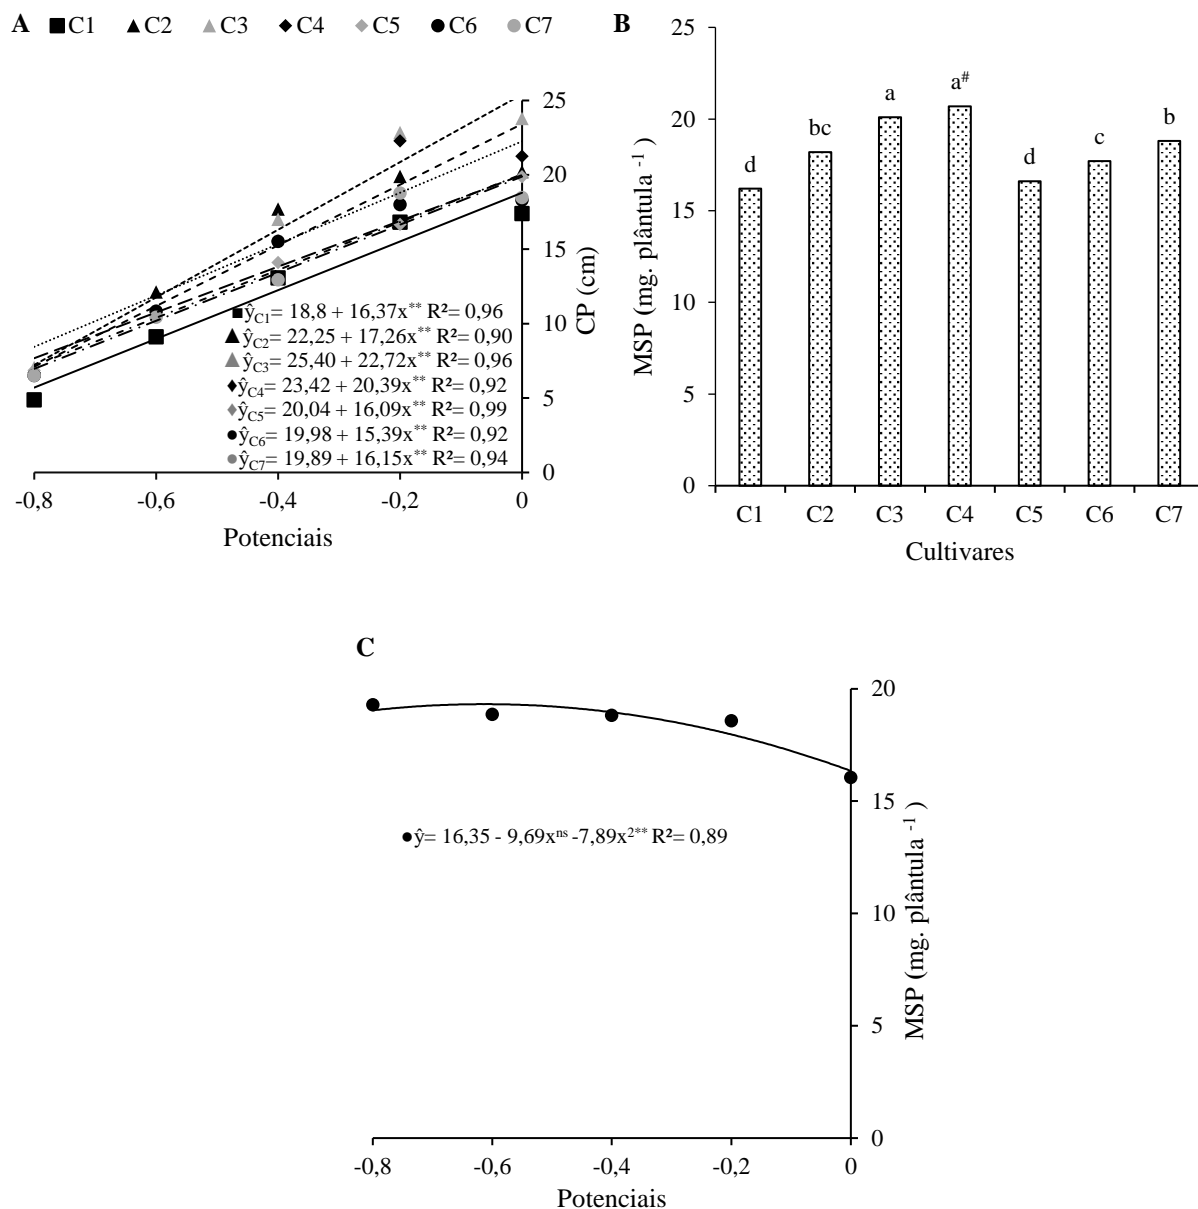 A C1 C2 C3 C4 C5 C6 C7
25
20
15
10
5
0
CP (cm)
ŷC1= 18,8 + 16,37x** R²= 0,96
ŷC2= 22,25 + 17,26x** R²= 0,90
ŷC3= 25,40 + 22,72x** R²= 0,96
ŷC4= 23,42 + 20,39x** R²= 0,92
ŷC5= 20,04 + 16,09x** R²= 0,99
ŷC6= 19,98 + 15,39x** R²= 0,92
ŷC7= 19,89 + 16,15x** R²= 0,94
-0,8 -0,6 -0,4 -0,2 0
Potenciais
B
25
20
15
10
5
0
MSP (mg. plântula -1)
d bc a a# d c b
C1 C2 C3 C4 C5 C6 C7
Cultivares
C
20
15
10
5
0
MSP (mg. plântula -1)
ŷ= 16,35 - 9,69xns -7,89x2** R²= 0,89
-0,8 -0,6 -0,4 -0,2 0
Potenciais